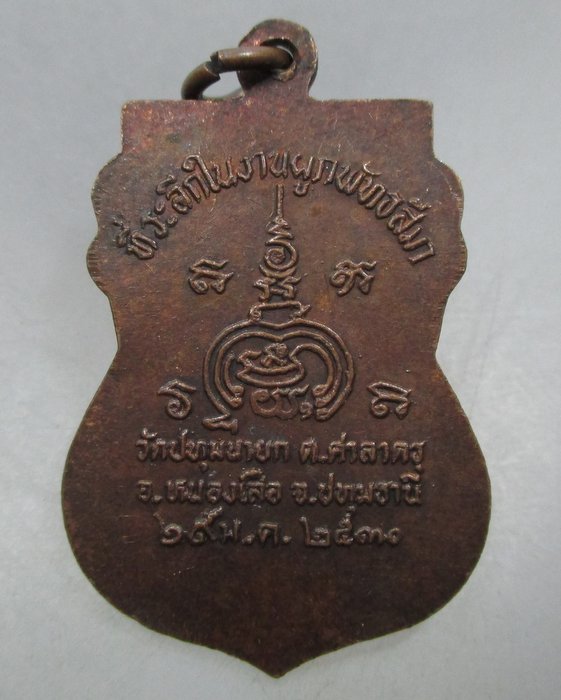 ที่ระลึกในงานผูกพัทธสีมา
วัดปทุมนายก ต.ศาลาครุ
อ.หนองเสือ จ.ปทุมธานี
๑๙ พ.ค. ๒๕๓๐